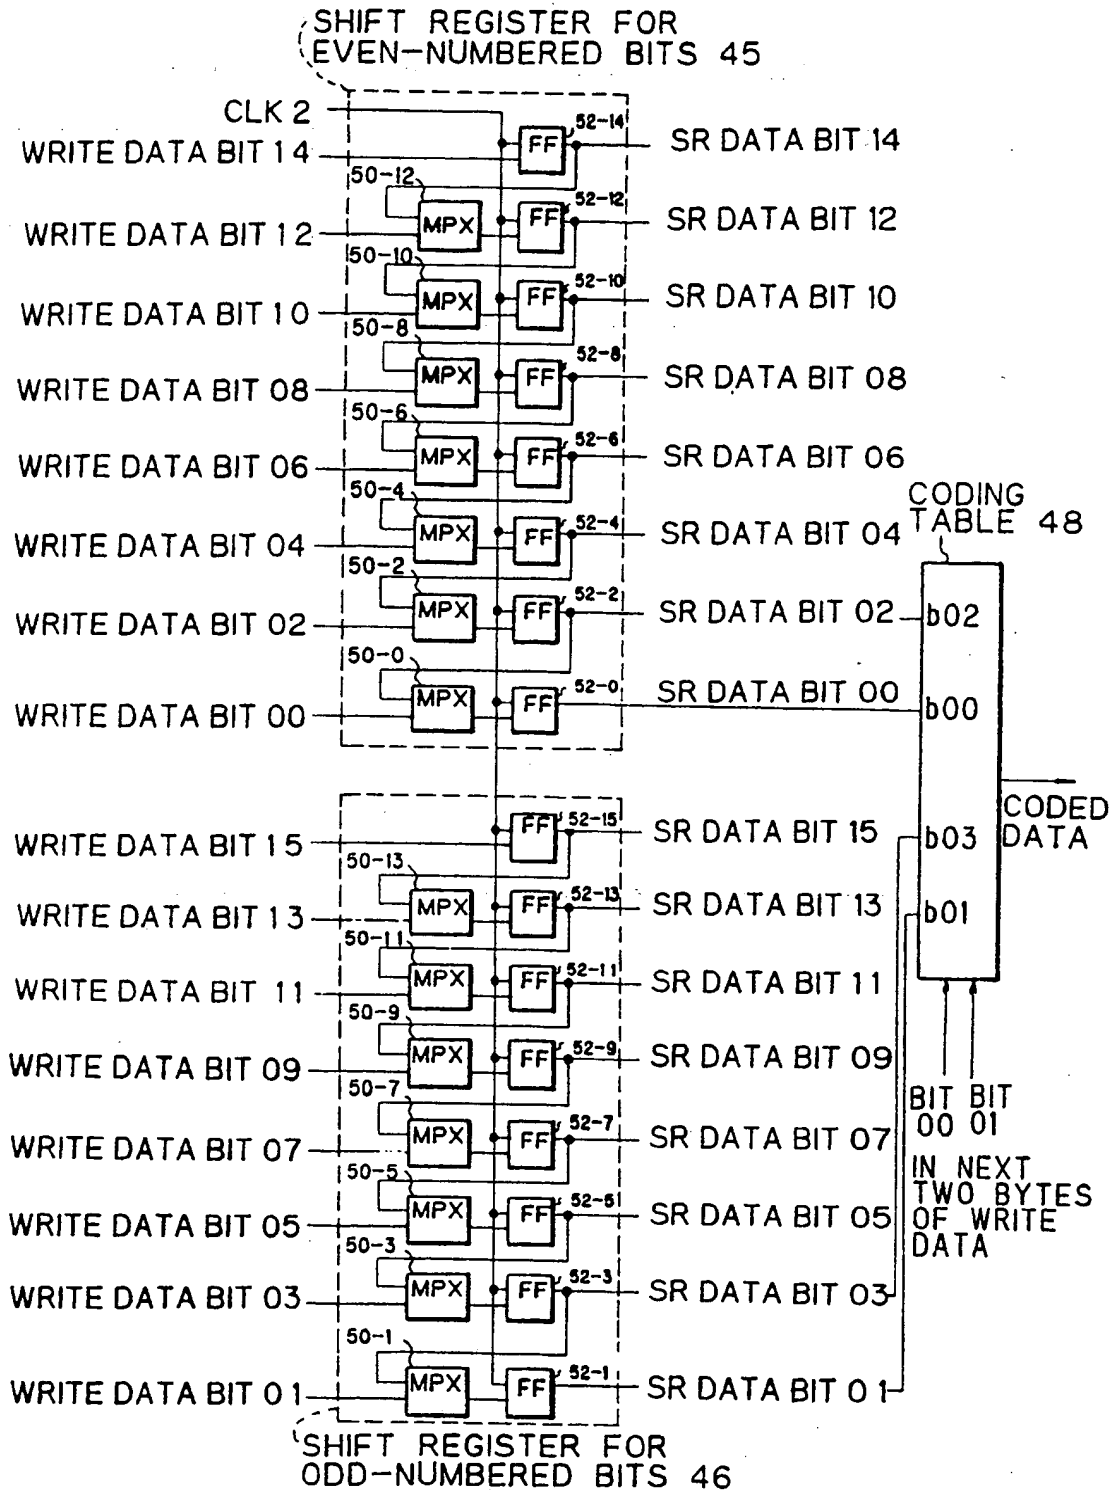 SHIFT REGISTER FOR
EVEN-NUMBERED BITS 45
CLK 2
WRITE DATA BIT 14
FF
52-14
SR DATA BIT 14
50-12
WRITE DATA BIT 12
MPX
FF
52-12
SR DATA BIT 12
50-10
WRITE DATA BIT 10
MPX
FF
52-10
SR DATA BIT 10
50-8
WRITE DATA BIT 08
MPX
FF
52-8
SR DATA BIT 08
50-6
WRITE DATA BIT 06
MPX
FF
52-6
SR DATA BIT 06
50-4
WRITE DATA BIT 04
MPX
FF
52-4
SR DATA BIT 04
50-2
WRITE DATA BIT 02
MPX
FF
52-2
SR DATA BIT 02
50-0
WRITE DATA BIT 00
MPX
FF
52-0
SR DATA BIT 00
CODING
TABLE 48
b02
b00
b03
b01
CODED
DATA
BIT BIT
00 01
IN NEXT
TWO BYTES
OF WRITE
DATA
WRITE DATA BIT 15
FF
52-15
SR DATA BIT 15
50-13
WRITE DATA BIT 13
MPX
FF
52-13
SR DATA BIT 13
50-11
WRITE DATA BIT 11
MPX
FF
52-11
SR DATA BIT 11
50-9
WRITE DATA BIT 09
MPX
FF
52-9
SR DATA BIT 09
50-7
WRITE DATA BIT 07
MPX
FF
52-7
SR DATA BIT 07
50-5
WRITE DATA BIT 05
MPX
FF
52-5
SR DATA BIT 05
50-3
WRITE DATA BIT 03
MPX
FF
52-3
SR DATA BIT 03
50-1
WRITE DATA BIT 01
MPX
FF
52-1
SR DATA BIT 01
SHIFT REGISTER FOR
ODD-NUMBERED BITS 46